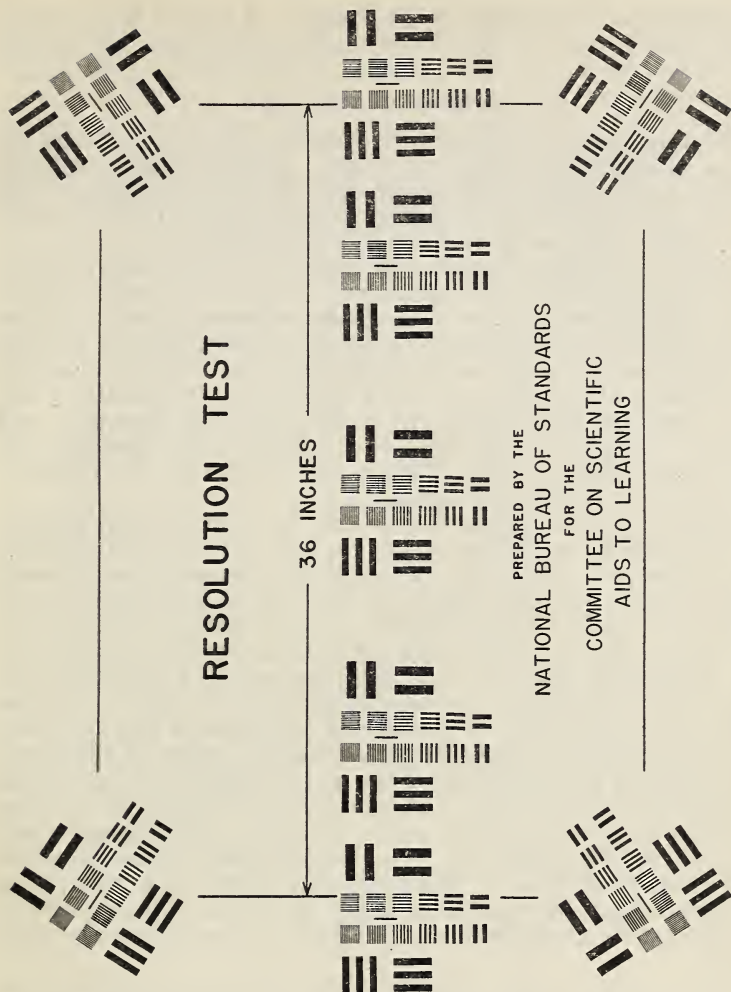 RESOLUTION TEST
36 INCHES
PREPARED BY THE
NATIONAL BUREAU OF STANDARDS
FOR THE
COMMITTEE ON SCIENTIFIC
AIDS TO LEARNING